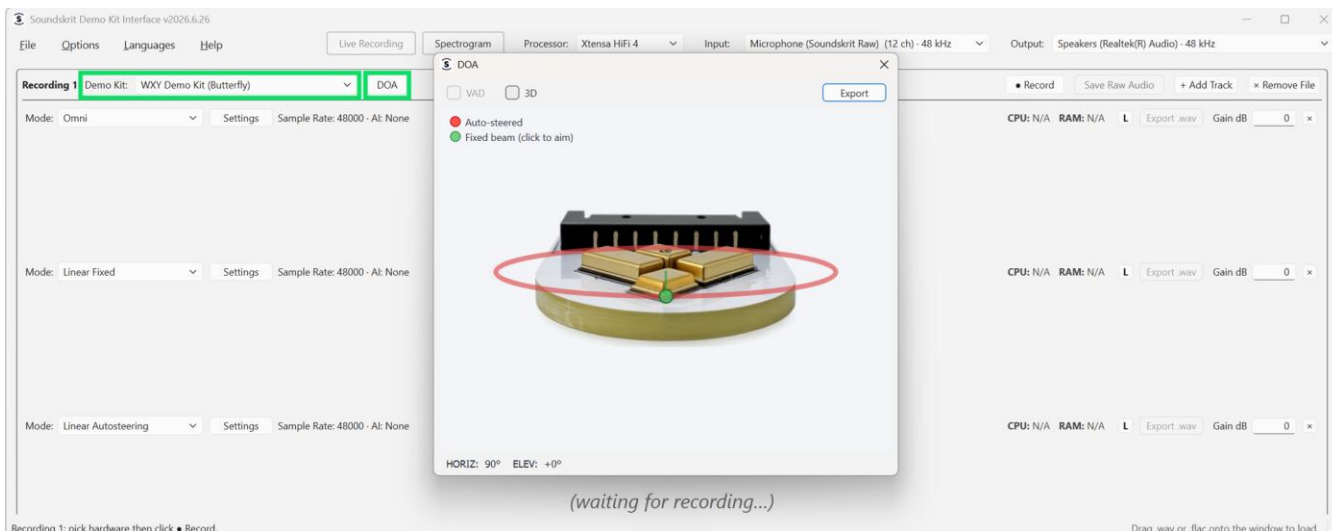 Soundskrit Demo Kit Interface v2026.6.26
File Options Languages Help Live Recording Spectrogram Processor: Xtensa HiFi 4 Input: Microphone (Soundskrit Raw) (12 ch) · 48 kHz Output: Speakers (Realtek(R) Audio) · 48 kHz
DOA
Recording 1 Demo Kit: WXY Demo Kit (Butterfly) DOA ● Record Save Raw Audio + Add Track × Remove File
VAD 3D Export
Mode: Omni Settings Sample Rate: 48000 · AI: None CPU: N/A RAM: N/A L Export .wav Gain dB 0 ×
Auto-steered
Fixed beam (click to aim)
Mode: Linear Fixed Settings Sample Rate: 48000 · AI: None CPU: N/A RAM: N/A L Export .wav Gain dB 0 ×
Mode: Linear Autosteering Settings Sample Rate: 48000 · AI: None CPU: N/A RAM: N/A L Export .wav Gain dB 0 ×
HORIZ: 90° ELEV: +0°
(waiting for recording...)
Recording 1: pick hardware then click ● Record. Drag .wav or .flac onto the window to load